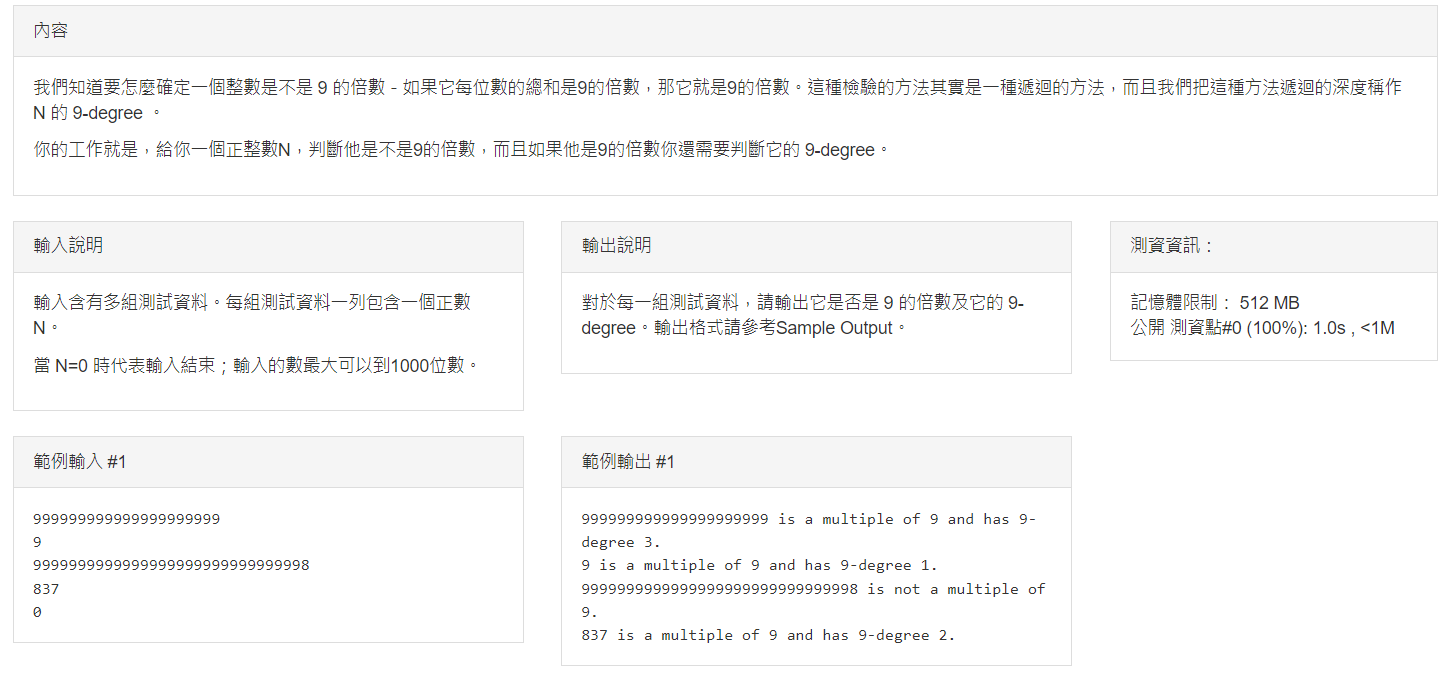 內容
我們知道要怎麼確定一個整數是不是 9 的倍數 - 如果它每位數的總和是9的倍數，那它就是9的倍數。這種檢驗的方法其實是一種遞迴的方法，而且我們把這種方法遞迴的深度稱作
N 的 9-degree 。
你的工作就是，給你一個正整數N，判斷他是不是9的倍數，而且如果他是9的倍數你還需要判斷它的 9-degree。
輸入說明
輸入含有多組測試資料。每組測試資料一列包含一個正數
N。
當 N=0 時代表輸入結束；輸入的數最大可以到1000位數。
輸出說明
對於每一組測試資料，請輸出它是否是 9 的倍數及它的 9-
degree。輸出格式請參考Sample Output。
測資資訊：
記憶體限制： 512 MB
公開 測資點#0 (100%): 1.0s , <1M
範例輸入 #1
999999999999999999999
9
9999999999999999999999999999998
837
0
範例輸出 #1
999999999999999999999 is a multiple of 9 and has 9-
degree 3.
9 is a multiple of 9 and has 9-degree 1.
9999999999999999999999999999998 is not a multiple of
9.
837 is a multiple of 9 and has 9-degree 2.